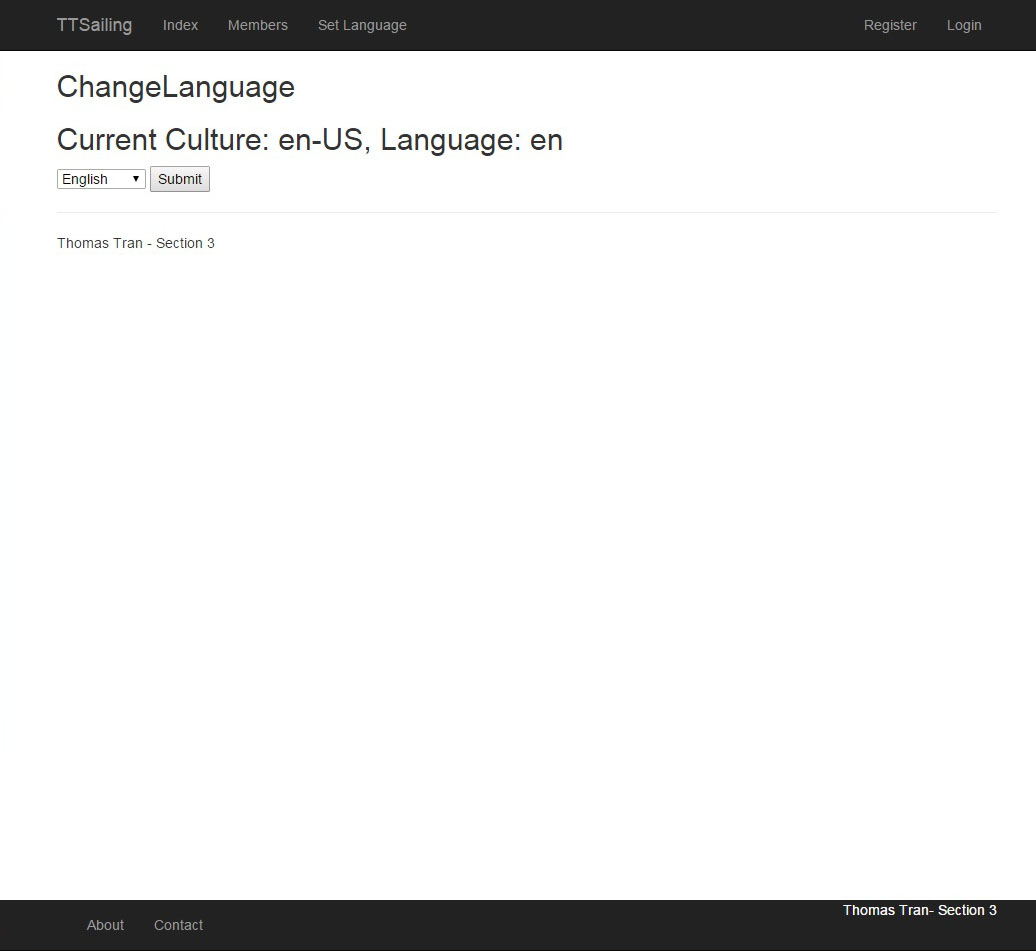 TTSailing Index Members Set Language Register Login
ChangeLanguage
Current Culture: en-US, Language: en
English Submit
Thomas Tran - Section 3
Thomas Tran- Section 3
About Contact